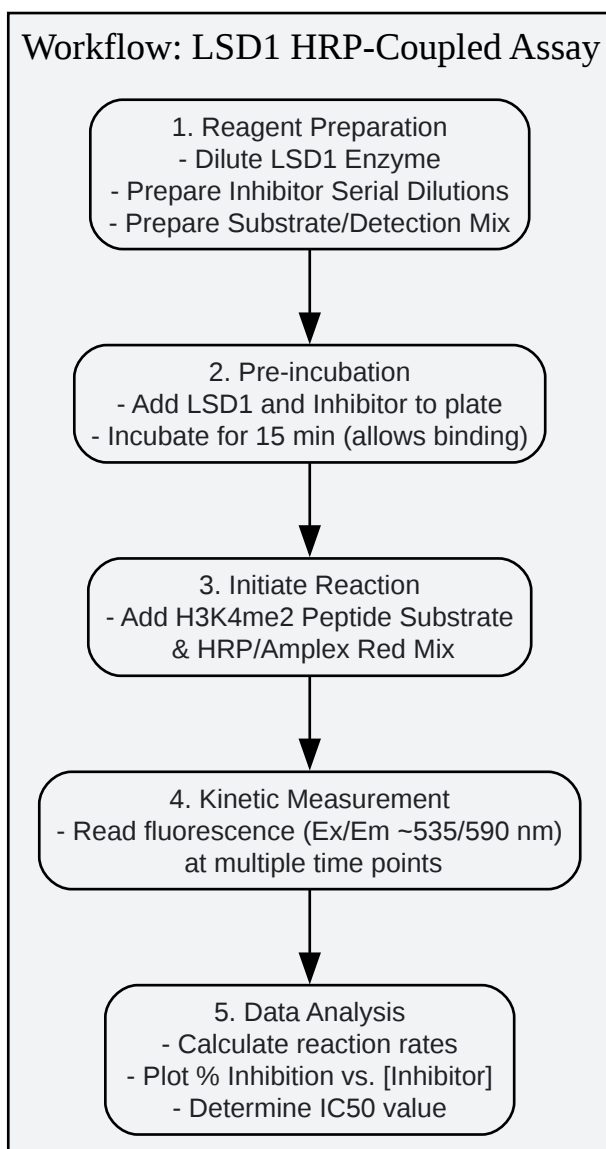 Workflow: LSD1 HRP-Coupled Assay
1. Reagent Preparation
- Dilute LSD1 Enzyme
- Prepare Inhibitor Serial Dilutions
- Prepare Substrate/Detection Mix
2. Pre-incubation
- Add LSD1 and Inhibitor to plate
- Incubate for 15 min (allows binding)
3. Initiate Reaction
- Add H3K4me2 Peptide Substrate
& HRP/Amplex Red Mix
4. Kinetic Measurement
- Read fluorescence (Ex/Em ~535/590 nm)
at multiple time points
5. Data Analysis
- Calculate reaction rates
- Plot % Inhibition vs. [Inhibitor]
- Determine IC50 value